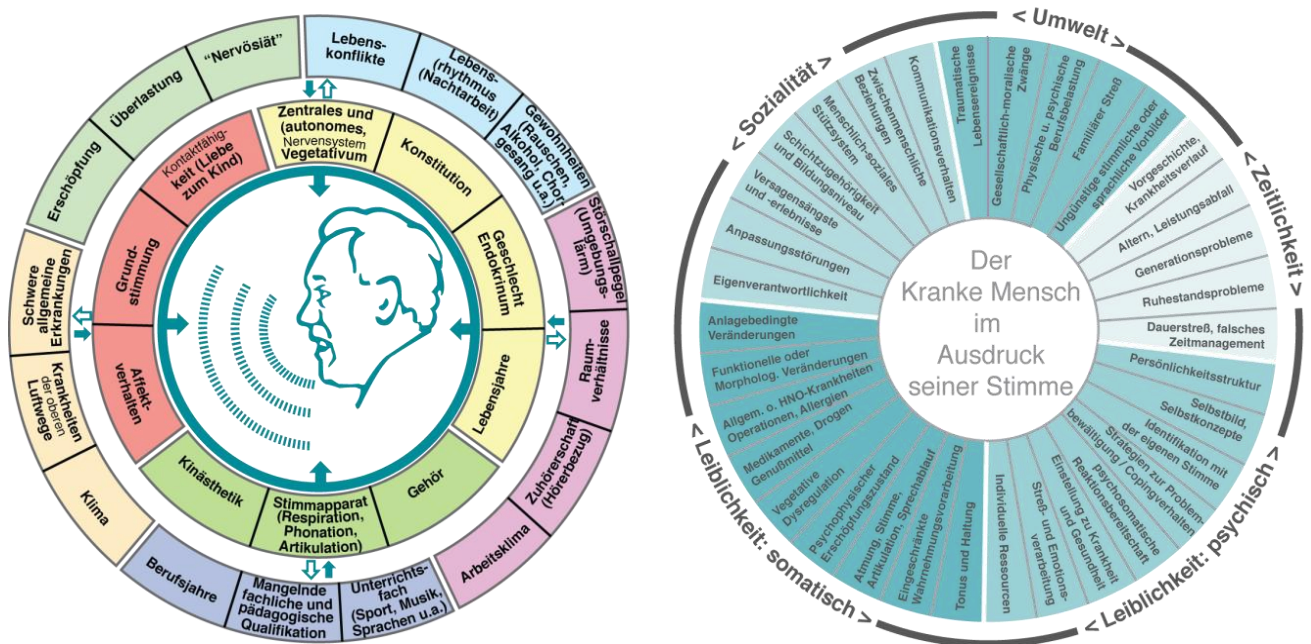 “Nervösiät”
Überlastung
Erschöpfung
Lebens-
konflikte
Lebens-
(rhythmus
(Nachtarbeit)
Gewohnheiten
(Rauschen,
Alkohol, Chor-
gesang u.a.)
Störschallpegel
(Umgebungs-
lärm)
Raum-
verhältnisse
Zuhörerschaft
(Hörerbezug)
Arbeitsklima
Unterrichts-
fach
(Sport, Musik,
Sprachen u.a.)
Mangelnde
fachliche und
pädagogische
Qualifikation
Berufsjahre
Klima
Krankheiten
der oberen
Luftwege
Schwere
allgemeine
Erkrankungen
Kontaktfähig-
keit (Liebe
zum Kind)
Zentrales und
(autonomes,
Nervensystem
Vegetativum
Konstitution
Geschlecht
Endokrinum
Lebensjahre
Gehör
Stimmapparat
(Respiration,
Phonation,
Artikulation)
Kinästhetik
Affekt-
verhalten
Grund-
stimmung
< Umwelt >
Traumatische
Lebensereignisse
Gesellschaftlich-moralische
Zwänge
Physische u. psychische
Berufsbelastung
Familiärer Streß
Ungünstige stimmliche oder
sprachliche Vorbilder
< Zeitlichkeit >
Vorgeschichte,
Krankheitsverlauf
Altern, Leistungsabfall
Generationsprobleme
Ruhestandsprobleme
Dauerstreß, falsches
Zeitmanagement
< Leiblichkeit: psychisch >
Persönlichkeitsstruktur
Selbstbild,
Selbstkonzepte
Identifikation mit
der eigenen Stimme
Strategien zur Problem-
bewältigung / Copingverhalten
psychosomatische
Reaktionsbereitschaft
Einstellung zu Krankheit
und Gesundheit
Streß- und Emotions-
verarbeitung
Individuelle Ressourcen
< Leiblichkeit: somatisch >
Tonus und Haltung
Eingeschränkte
Wahrnehmungsvorarbeitung
Atmung, Stimme,
Artikulation, Sprechablauf
Psychophysischer
Erschöpfungszustand
Vegetative
Dysregulation
Medikamente, Drogen
Genußmittel
Allgem. o. HNO-Krankheiten
Operationen, Allergien
Funktionelle oder
Morpholog. Veränderungen
Anlagebedingte
Veränderungen
< Sozialität >
Eigenverantwortlichkeit
Anpassungsstörungen
Versagensängste
und -erlebnisse
Schichtzugehörigkeit
und Bildungsniveau
Menschlich-soziales
Stützsystem
Zwischenmenschliche
Beziehungen
Kommunikationsverhalten
Der
Kranke Mensch
im
Ausdruck
seiner Stimme